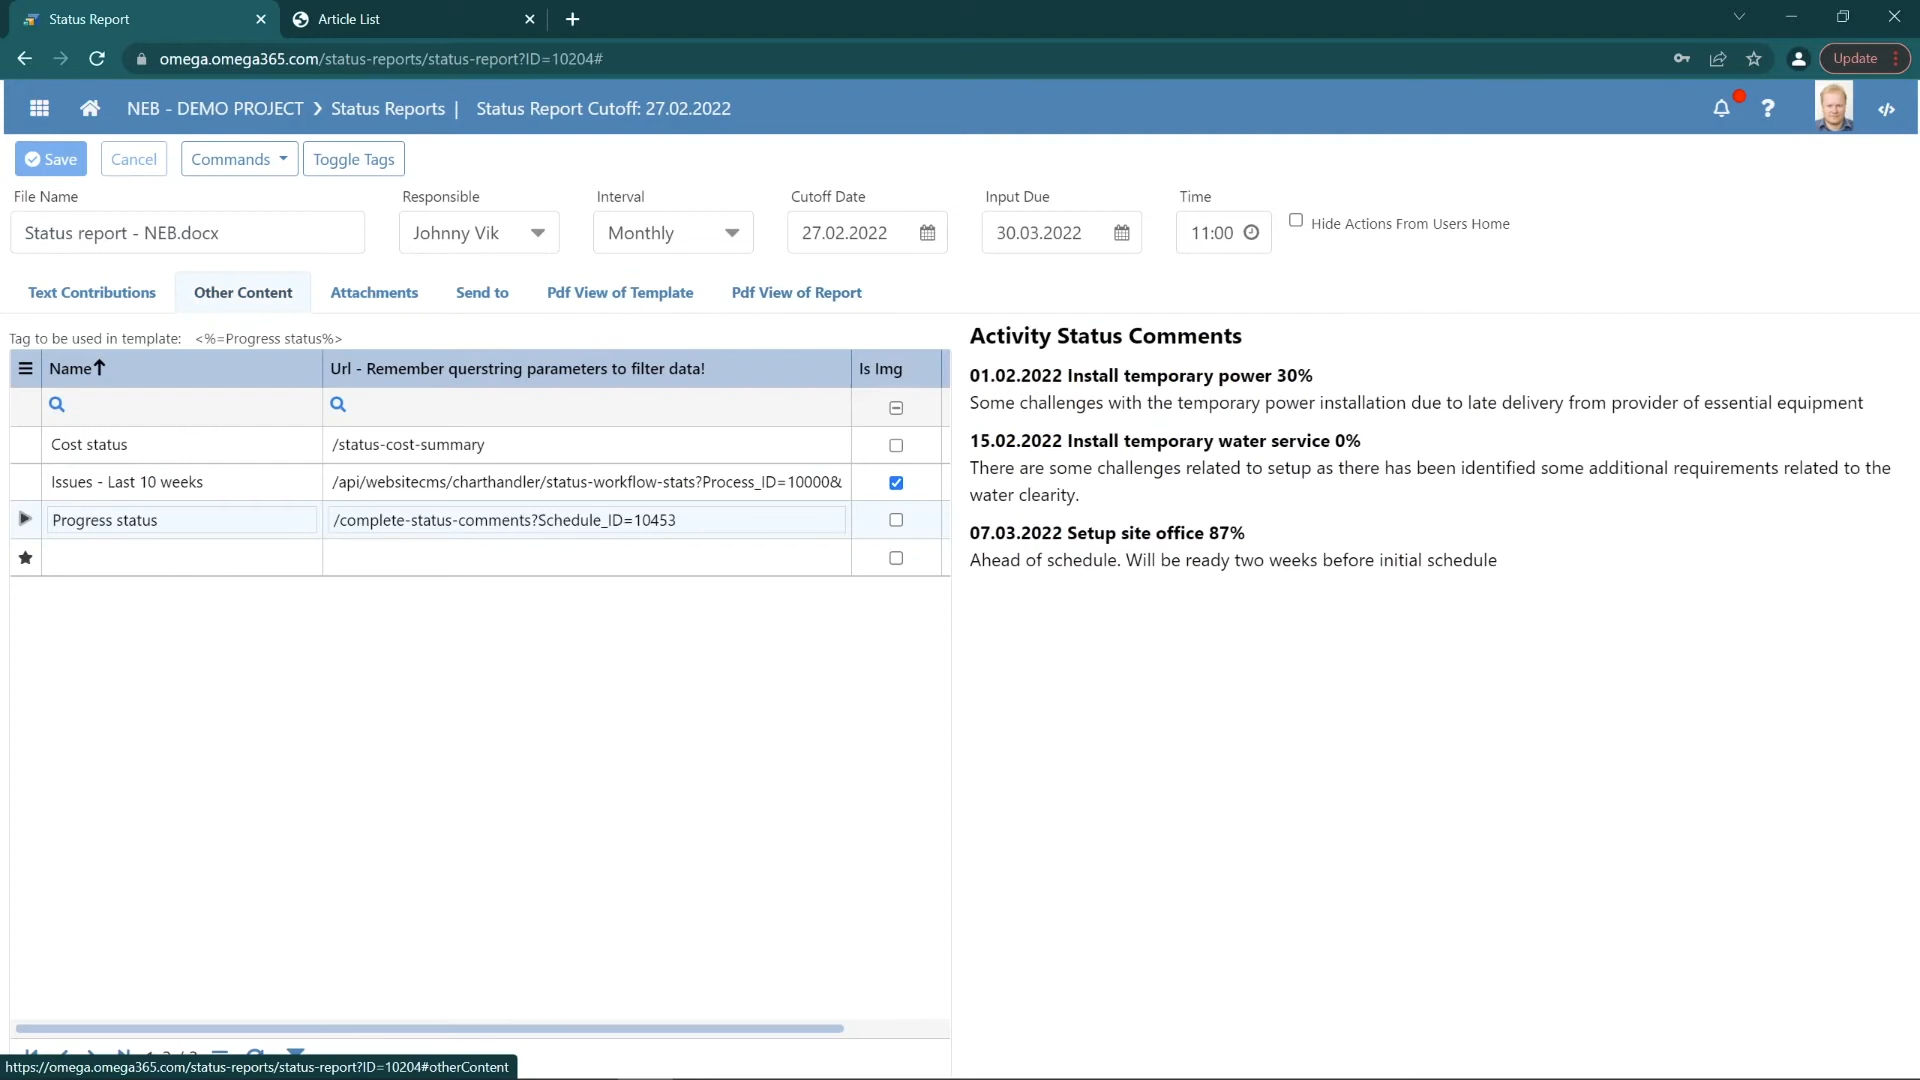 Status Report
Article List
omega.omega365.com/status-reports/status-report?ID=10204#
Update
NEB - DEMO PROJECT
Status Reports | Status Report Cutoff: 27.02.2022
Save
Cancel
Commands
Toggle Tags
File Name
Responsible
Interval
Cutoff Date
Input Due
Time
Status report - NEB.docx
Johnny Vik
Monthly
27.02.2022
30.03.2022
11:00
Hide Actions From Users Home
Text Contributions
Other Content
Attachments
Send to
Pdf View of Template
Pdf View of Report
Tag to be used in template: <%=Progress status%>
Name
Url - Remember querstring parameters to filter data!
Is Img
Cost status
/status-cost-summary
Issues - Last 10 weeks
/api/websitecms/charthandler/status-workflow-stats?Process_ID=10000&
Progress status
/complete-status-comments?Schedule_ID=10453
Activity Status Comments
01.02.2022 Install temporary power 30%
Some challenges with the temporary power installation due to late delivery from provider of essential equipment
15.02.2022 Install temporary water service 0%
There are some challenges related to setup as there has been identified some additional requirements related to the
water clearity.
07.03.2022 Setup site office 87%
Ahead of schedule. Will be ready two weeks before initial schedule
https://omega.omega365.com/status-reports/status-report?ID=10204#otherContent